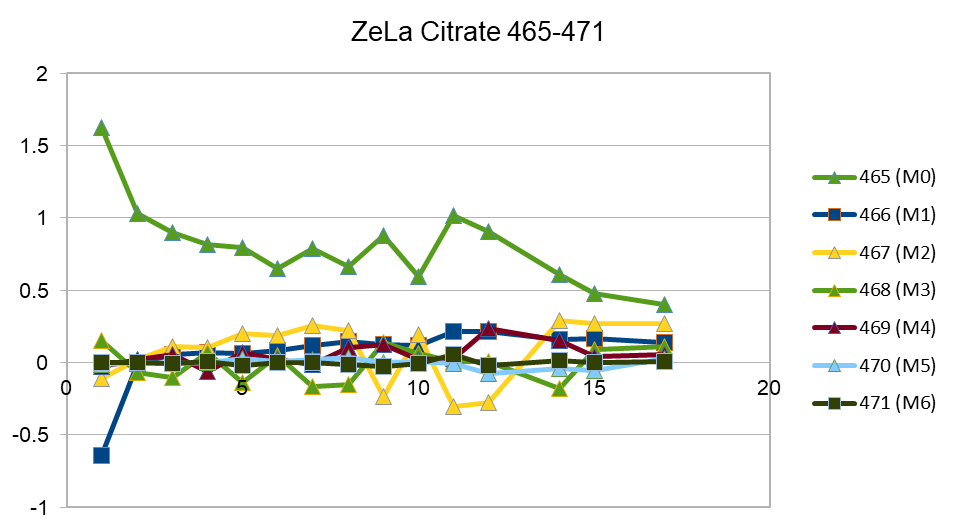 ZeLa Citrate 465-471
2
1.5
1
0.5
0
-0.5
-1
0 5 10 15 20
465 (M0)
466 (M1)
467 (M2)
468 (M3)
469 (M4)
470 (M5)
471 (M6)